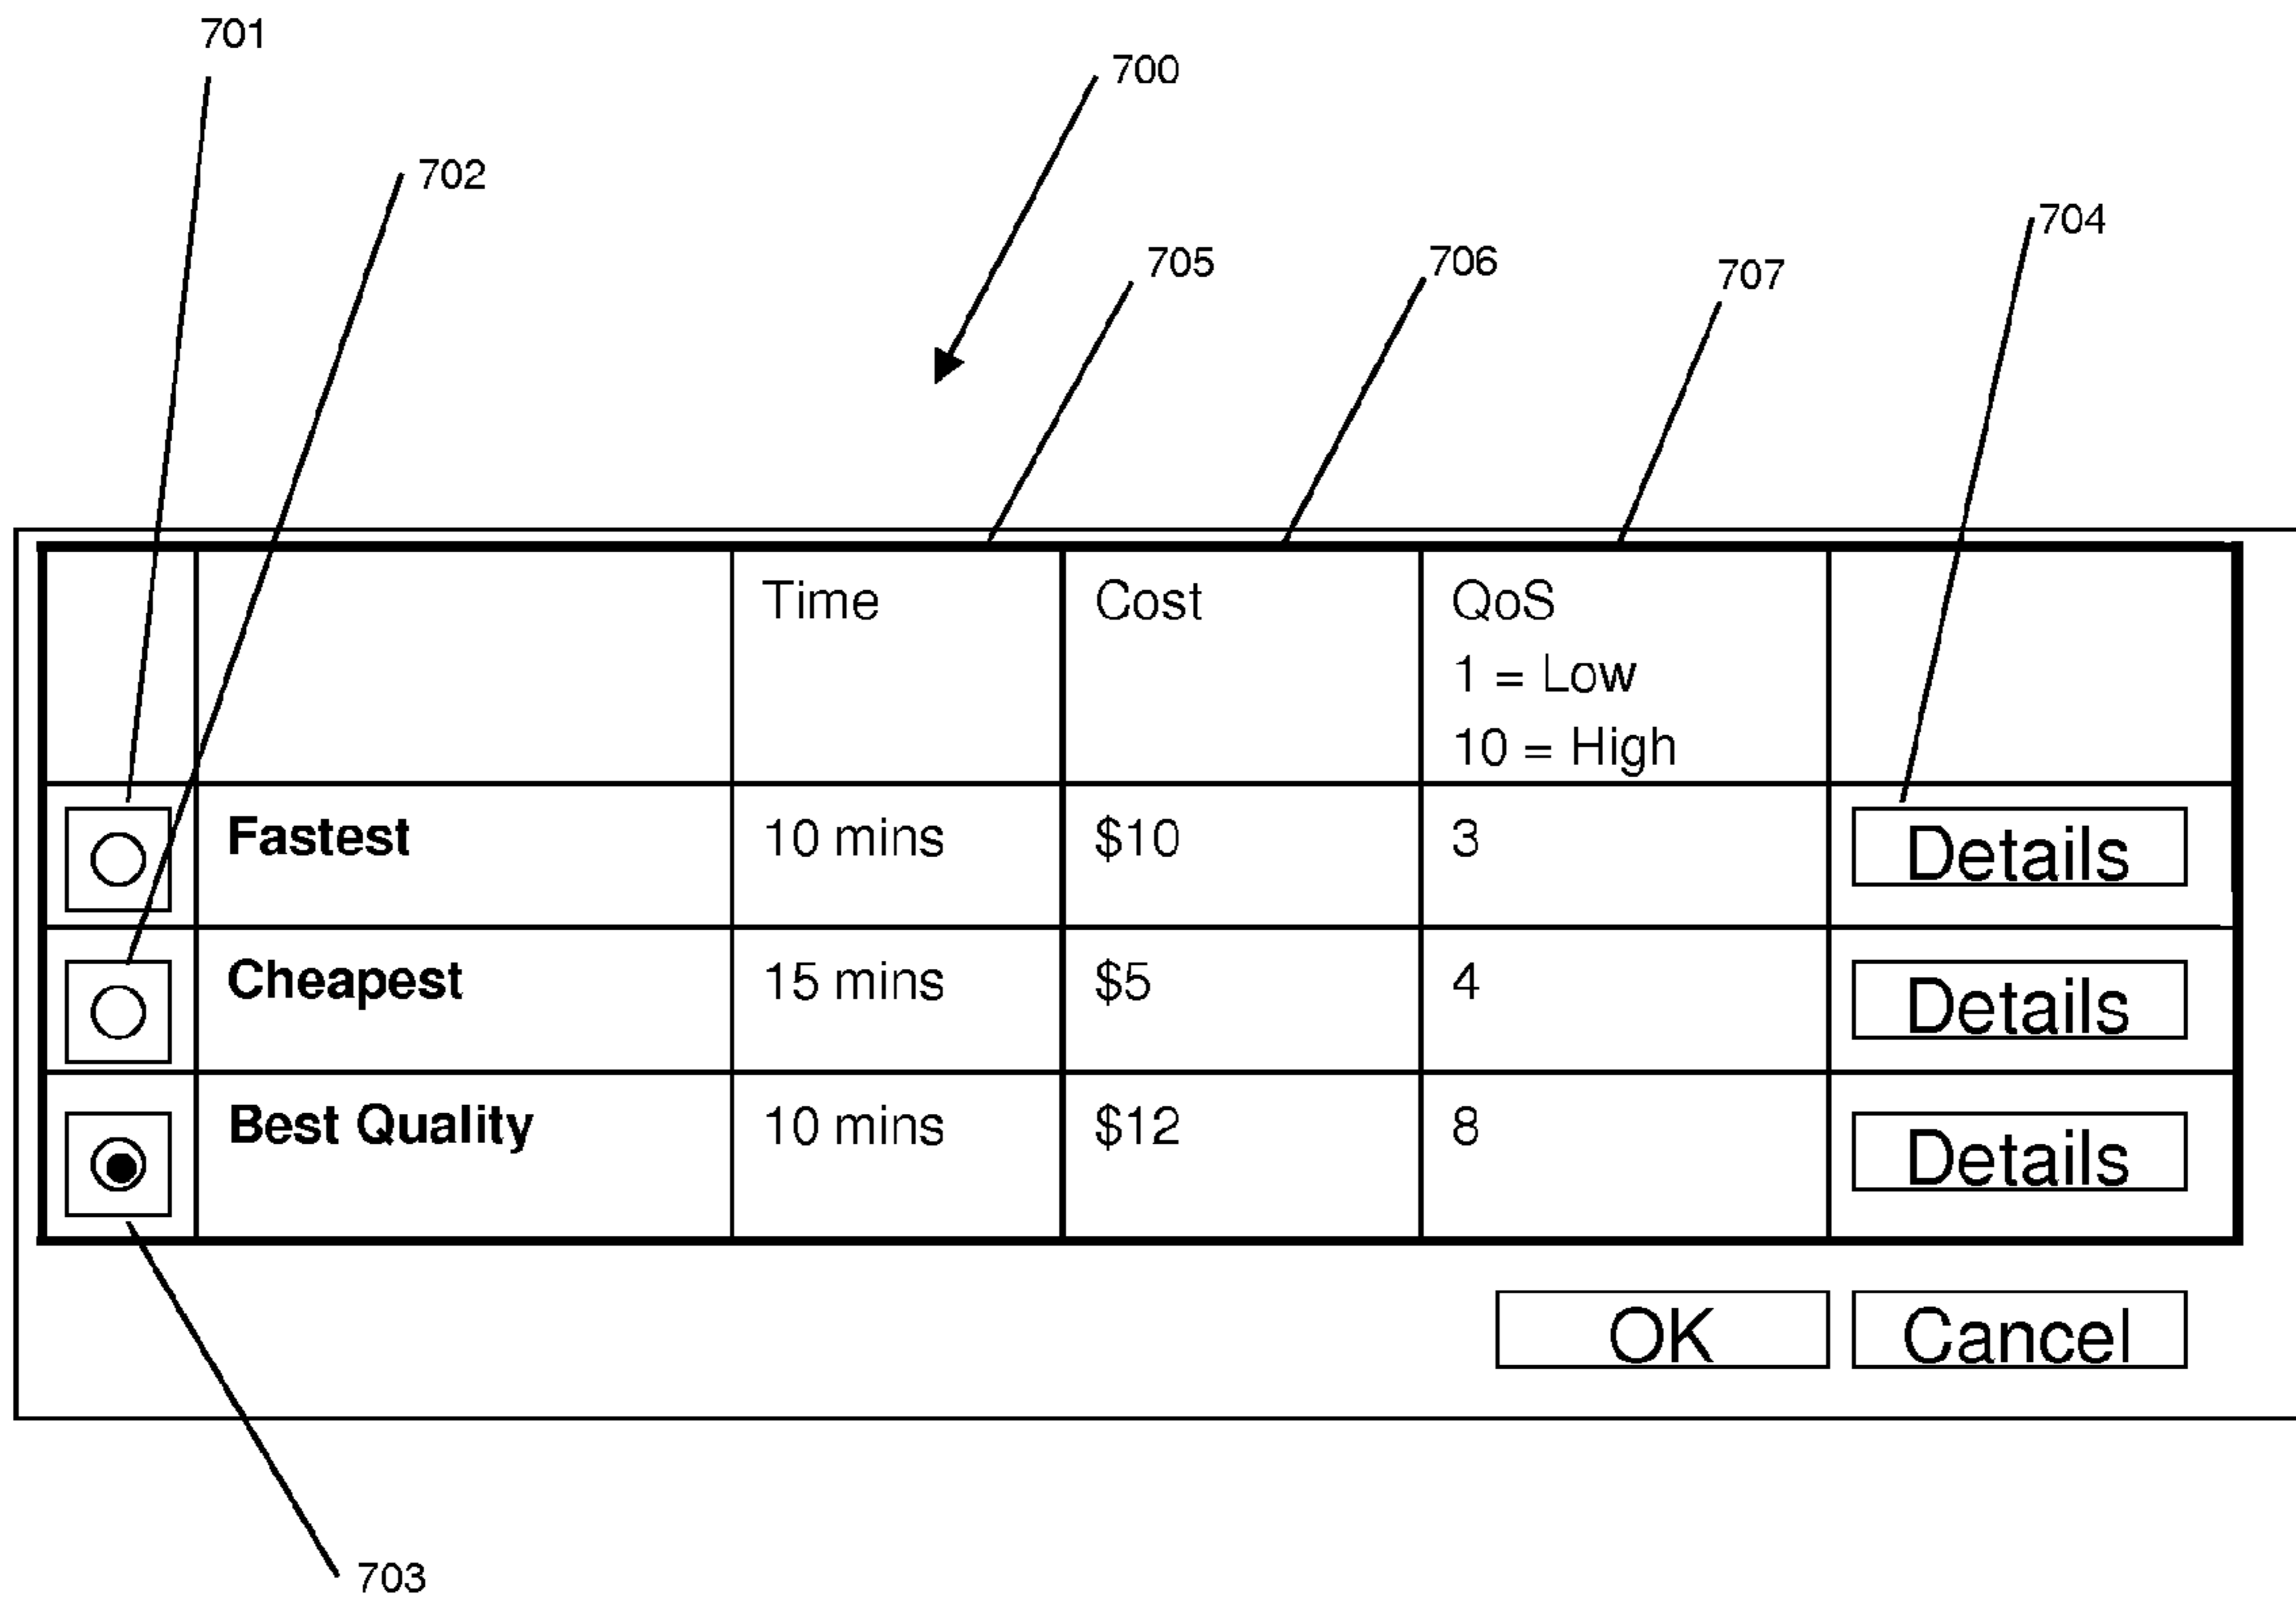 701
700
702
704
705
706
707
Time
Cost
QoS
1 = Low
10 = High
Fastest
10 mins
$10
3
Details
Cheapest
15 mins
$5
4
Details
Best Quality
10 mins
$12
8
Details
OK
Cancel
703